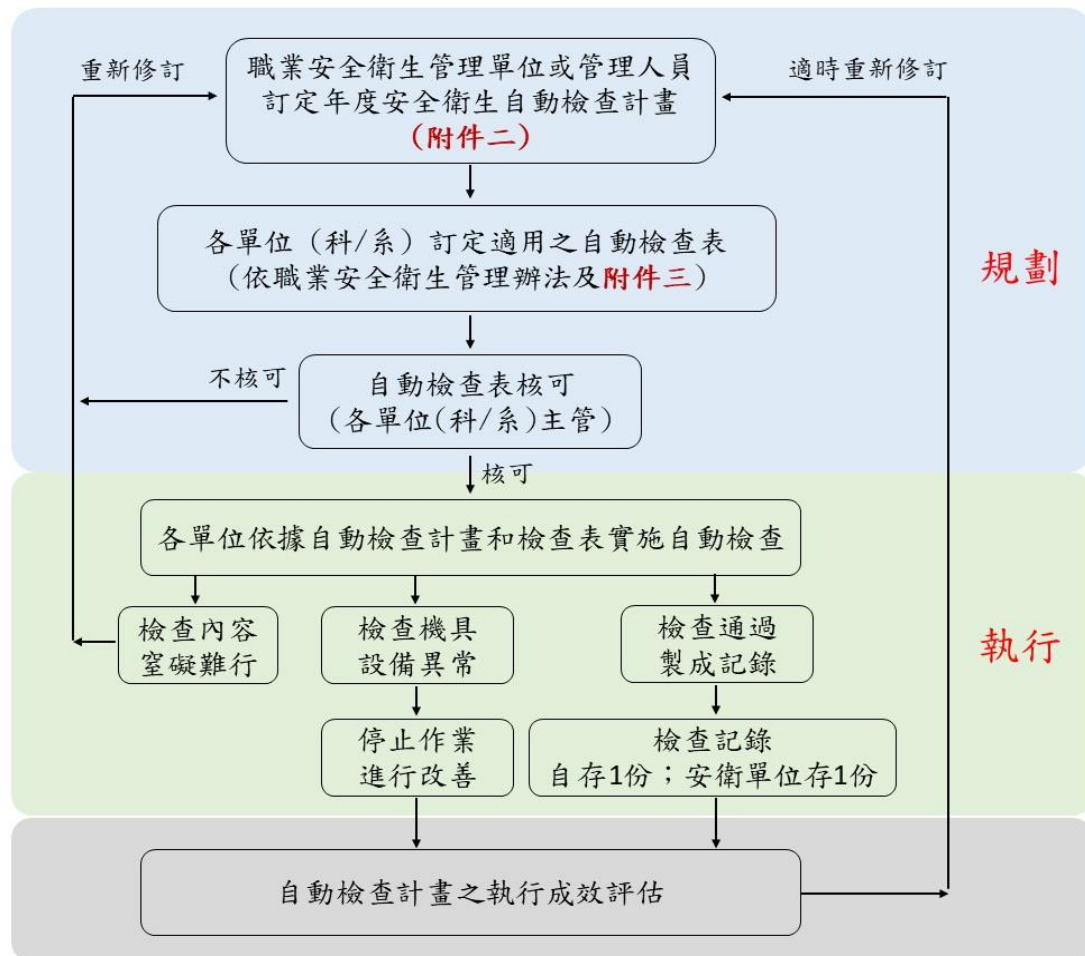 重新修訂
職業安全衛生管理單位或管理人員
訂定年度安全衛生自動檢查計畫
(附件二)
適時重新修訂
各單位（科/系）訂定適用之自動檢查表
（依職業安全衛生管理辦法及附件三）
規劃
不核可
自動檢查表核可
（各單位(科/系)主管）
核可
各單位依據自動檢查計畫和檢查表實施自動檢查
檢查內容
窒礙難行
檢查機具
設備異常
檢查通過
製成記錄
執行
停止作業
進行改善
檢查記錄
自存1份；安衛單位存1份
自動檢查計畫之執行成效評估